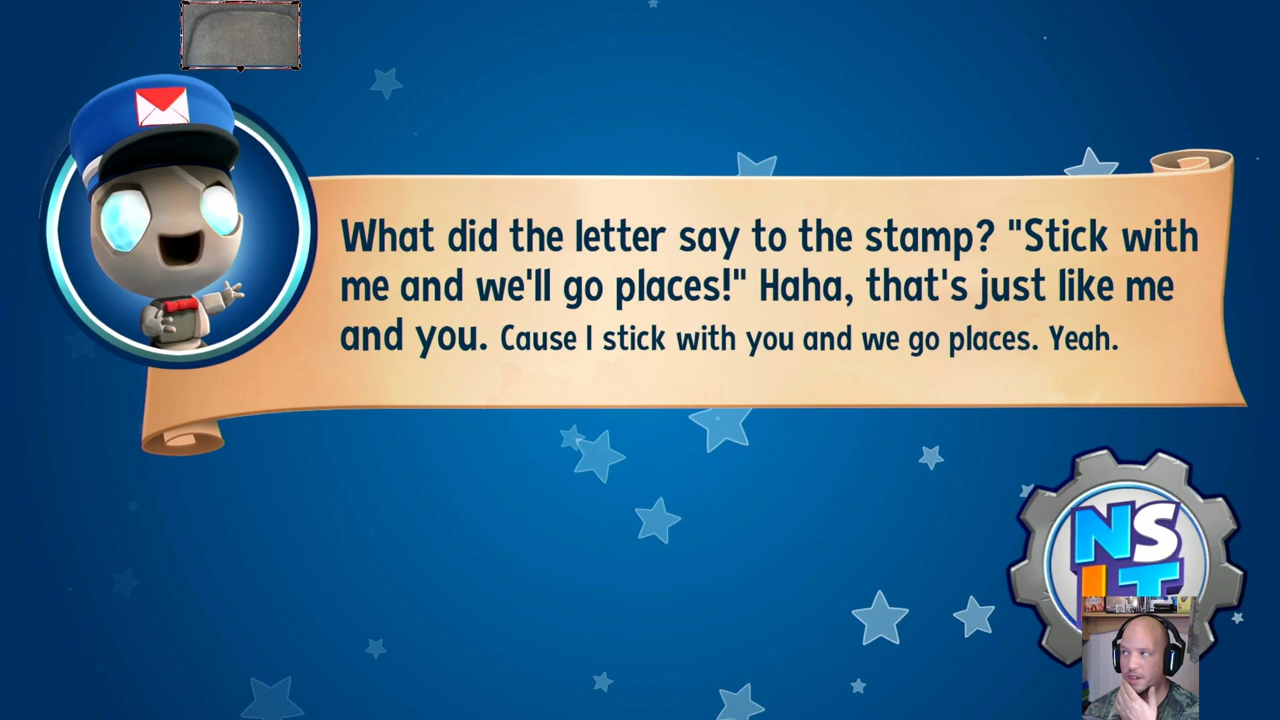 What did the letter say to the stamp? "Stick with
me and we'll go places!" Haha, that's just like me
and you. Cause I stick with you and we go places. Yeah.
NS
IT